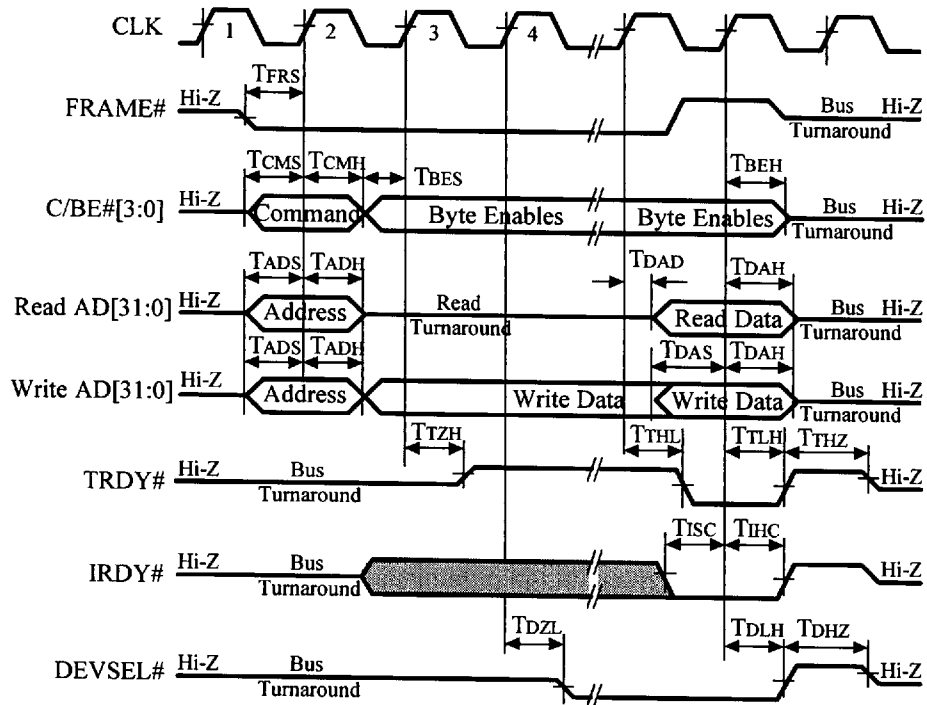 CLK 1 2 3 4
TFRS
FRAME# Hi-Z Bus Hi-Z
Turnaround
TCMS TCMH TBES TBEH
C/BE#[3:0] Hi-Z Command Byte Enables Byte Enables Bus Hi-Z
Turnaround
TADS TADH TDAD TDAH
Read AD[31:0] Hi-Z Address Read Turnaround Read Data Bus Hi-Z
Turnaround
TADS TADH TDAS TDAH
Write AD[31:0] Hi-Z Address Write Data Write Data Bus Hi-Z
Turnaround
TTZH TTHL TTLH TTHZ
TRDY# Hi-Z Bus Hi-Z
Turnaround
TISC TIHC
IRDY# Hi-Z Bus Hi-Z
Turnaround
TDZL TDLH TDHZ
DEVSEL# Hi-Z Bus Hi-Z
Turnaround